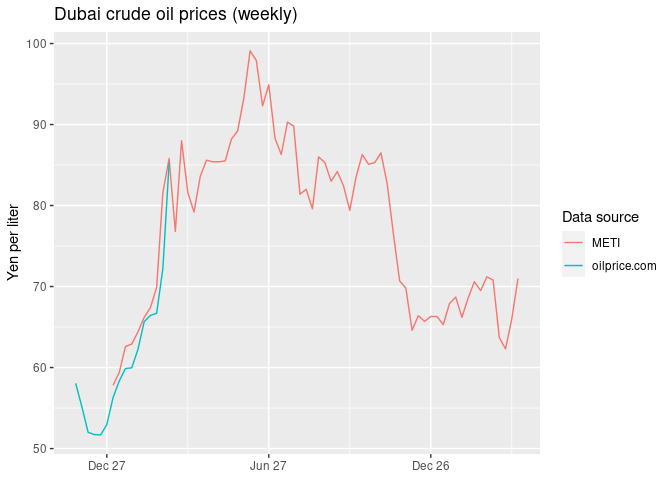 Dubai crude oil prices (weekly)
100
90
80
70
60
50
Yen per liter
Dec 27
Jun 27
Dec 26
Data source
METI
oilprice.com